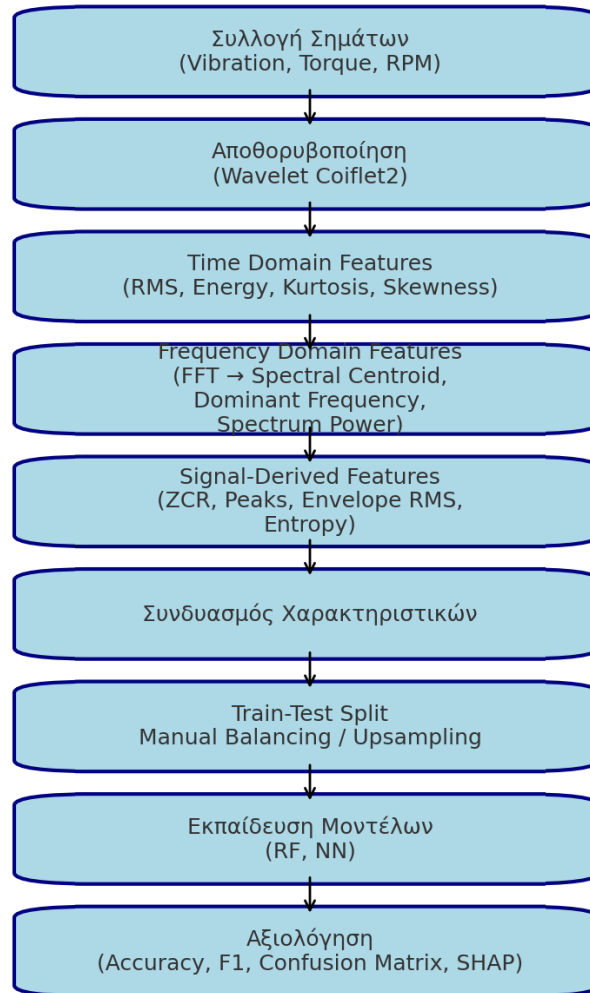 Συλλογή Σημάτων
(Vibration, Torque, RPM)
Αποθορυβοποίηση
(Wavelet Coiflet2)
Time Domain Features
(RMS, Energy, Kurtosis, Skewness)
Frequency Domain Features
(FFT → Spectral Centroid,
Dominant Frequency,
Spectrum Power)
Signal-Derived Features
(ZCR, Peaks, Envelope RMS,
Entropy)
Συνδυασμός Χαρακτηριστικών
Train-Test Split
Manual Balancing / Upsampling
Εκπαίδευση Μοντέλων
(RF, NN)
Αξιολόγηση
(Accuracy, F1, Confusion Matrix, SHAP)